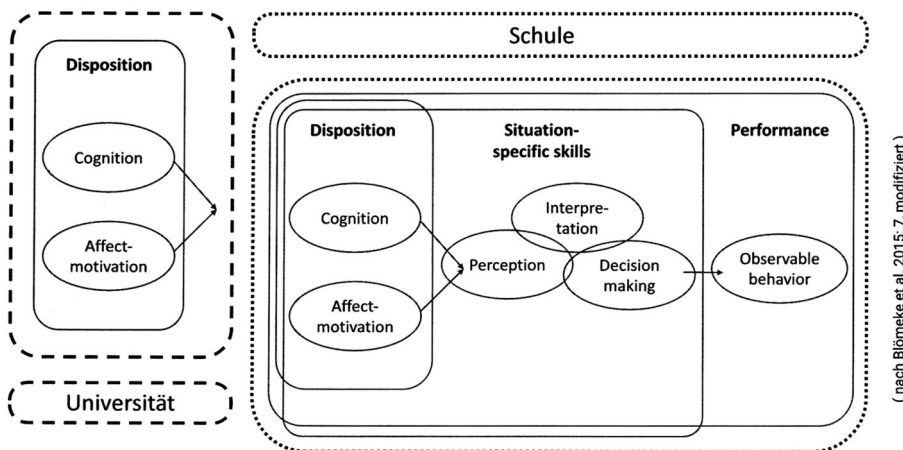 Disposition
Cognition
Affect-
motivation
Universität
Schule
Disposition
Cognition
Affect-
motivation
Situation-
specific skills
Interpre-
tation
Perception
Decision
making
Performance
Observable
behavior
( nach Blömeke et al. 2015: 7, modifiziert )